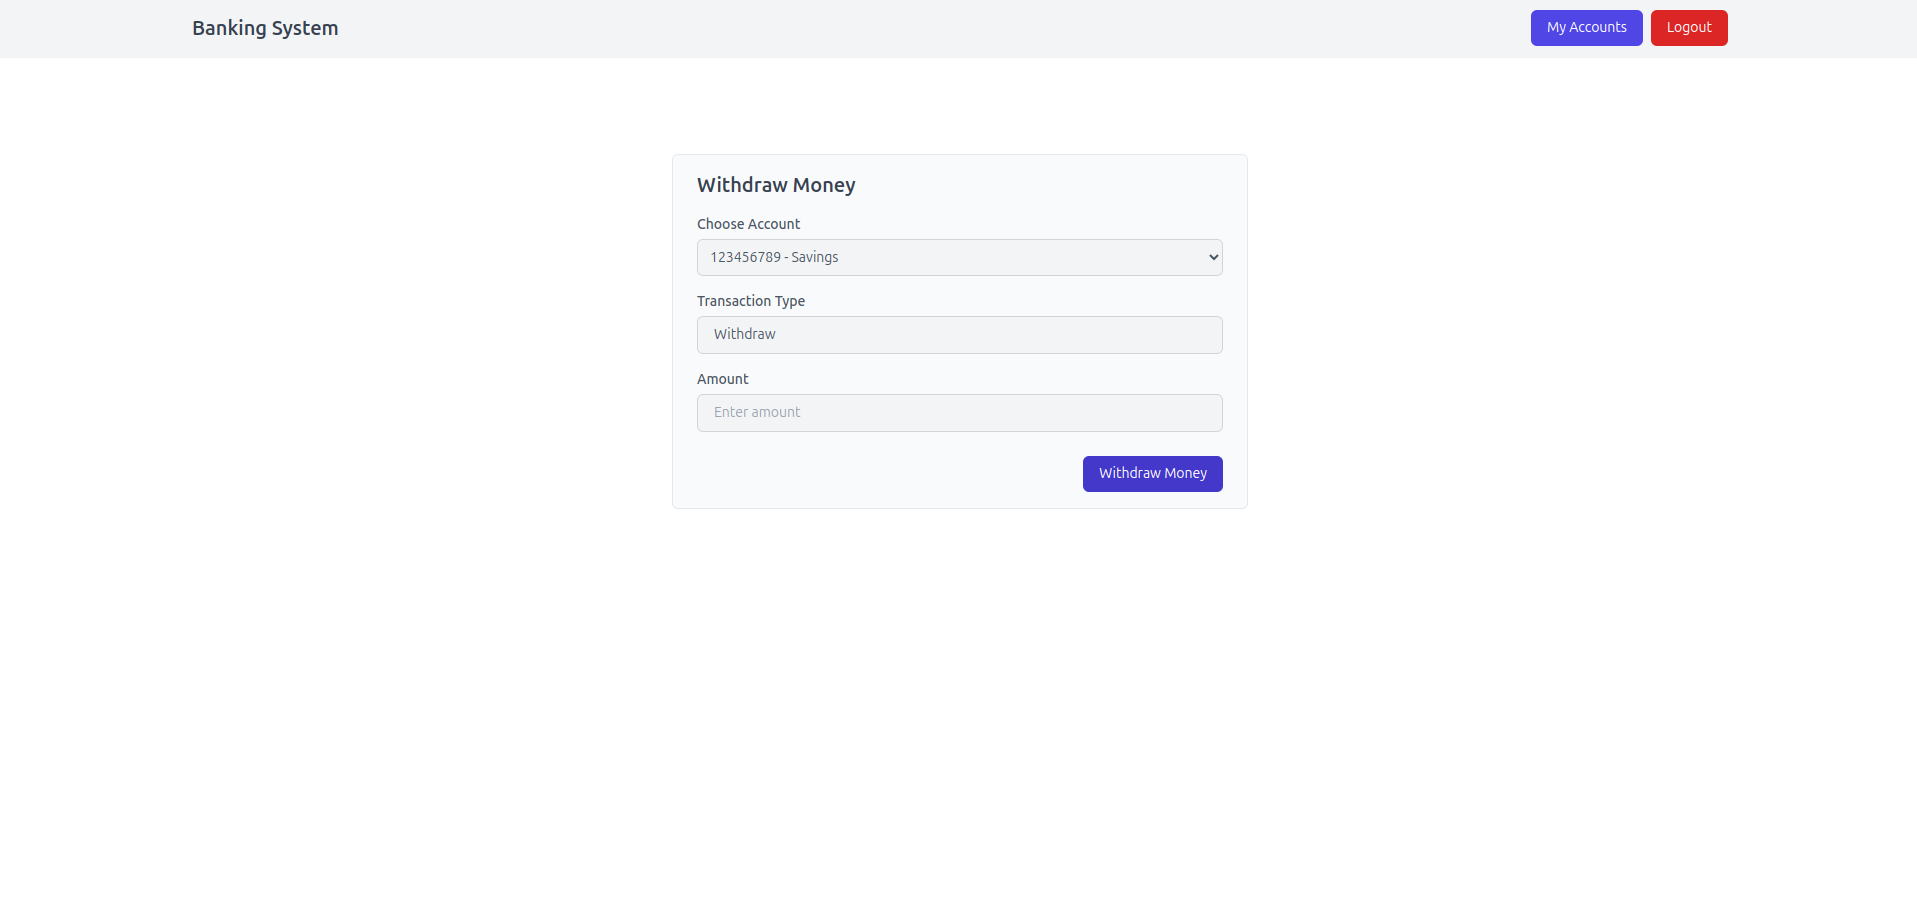 Banking System
My Accounts
Logout
Withdraw Money
Choose Account
123456789 - Savings
Transaction Type
Withdraw
Amount
Enter amount
Withdraw Money